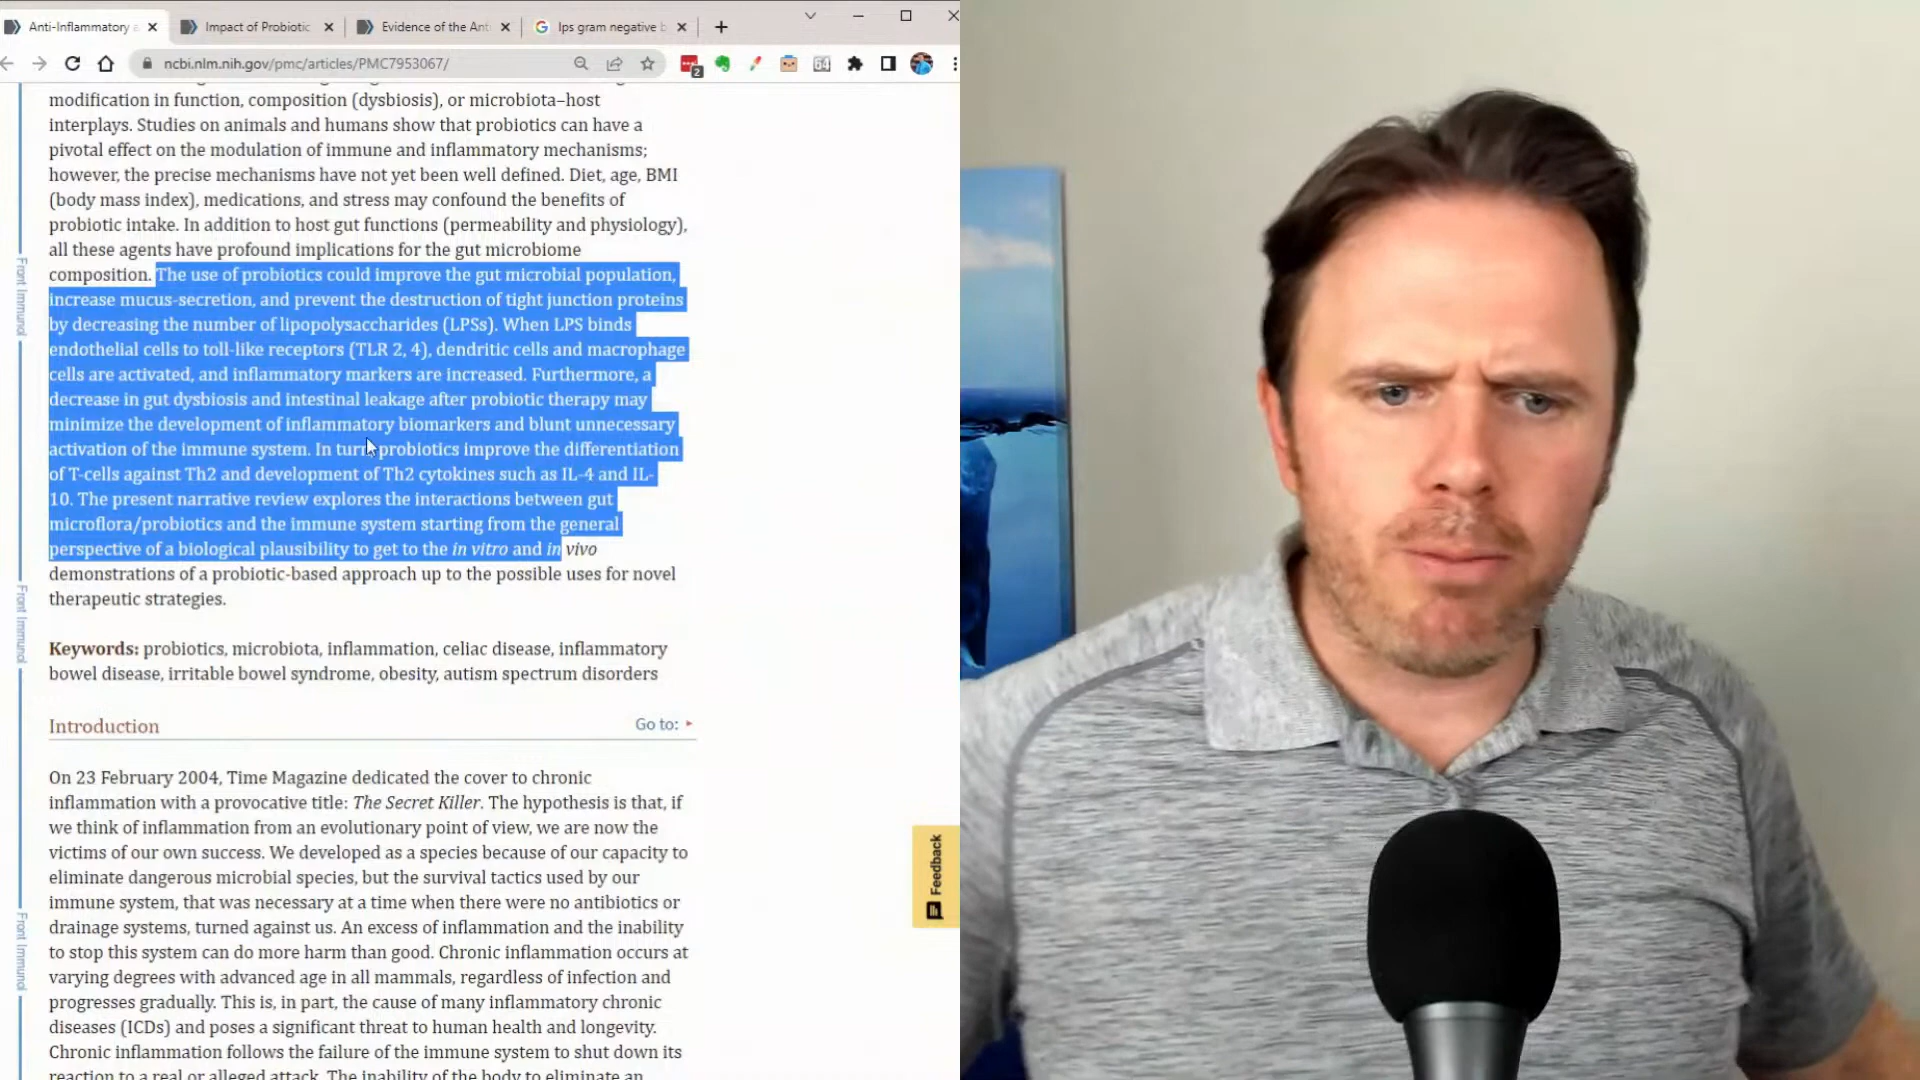 Anti-Inflammatory a
Impact of Probiotic
Evidence of the Ant
lps gram negative b
ncbi.nlm.nih.gov/pmc/articles/PMC7953067/
2
modification in function, composition (dysbiosis), or microbiota–host
interplays. Studies on animals and humans show that probiotics can have a
pivotal effect on the modulation of immune and inflammatory mechanisms;
however, the precise mechanisms have not yet been well defined. Diet, age, BMI
(body mass index), medications, and stress may confound the benefits of
probiotic intake. In addition to host gut functions (permeability and physiology),
all these agents have profound implications for the gut microbiome
composition. The use of probiotics could improve the gut microbial population,
increase mucus-secretion, and prevent the destruction of tight junction proteins
by decreasing the number of lipopolysaccharides (LPSs). When LPS binds
endothelial cells to toll-like receptors (TLR 2, 4), dendritic cells and macrophage
cells are activated, and inflammatory markers are increased. Furthermore, a
decrease in gut dysbiosis and intestinal leakage after probiotic therapy may
minimize the development of inflammatory biomarkers and blunt unnecessary
activation of the immune system. In turn probiotics improve the differentiation
of T-cells against Th2 and development of Th2 cytokines such as IL-4 and IL-
10. The present narrative review explores the interactions between gut
microflora/probiotics and the immune system starting from the general
perspective of a biological plausibility to get to the in vitro and in vivo
demonstrations of a probiotic-based approach up to the possible uses for novel
therapeutic strategies.
Keywords: probiotics, microbiota, inflammation, celiac disease, inflammatory
bowel disease, irritable bowel syndrome, obesity, autism spectrum disorders
Introduction
Go to:
On 23 February 2004, Time Magazine dedicated the cover to chronic
inflammation with a provocative title: The Secret Killer. The hypothesis is that, if
we think of inflammation from an evolutionary point of view, we are now the
victims of our own success. We developed as a species because of our capacity to
eliminate dangerous microbial species, but the survival tactics used by our
immune system, that was necessary at a time when there were no antibiotics or
drainage systems, turned against us. An excess of inflammation and the inability
to stop this system can do more harm than good. Chronic inflammation occurs at
varying degrees with advanced age in all mammals, regardless of infection and
progresses gradually. This is, in part, the cause of many inflammatory chronic
diseases (ICDs) and poses a significant threat to human health and longevity.
Chronic inflammation follows the failure of the immune system to shut down its
reaction to a real or alleged attack. The inability of the body to eliminate an
Front Immunol
Front Immunol
Front Immunol
Feedback